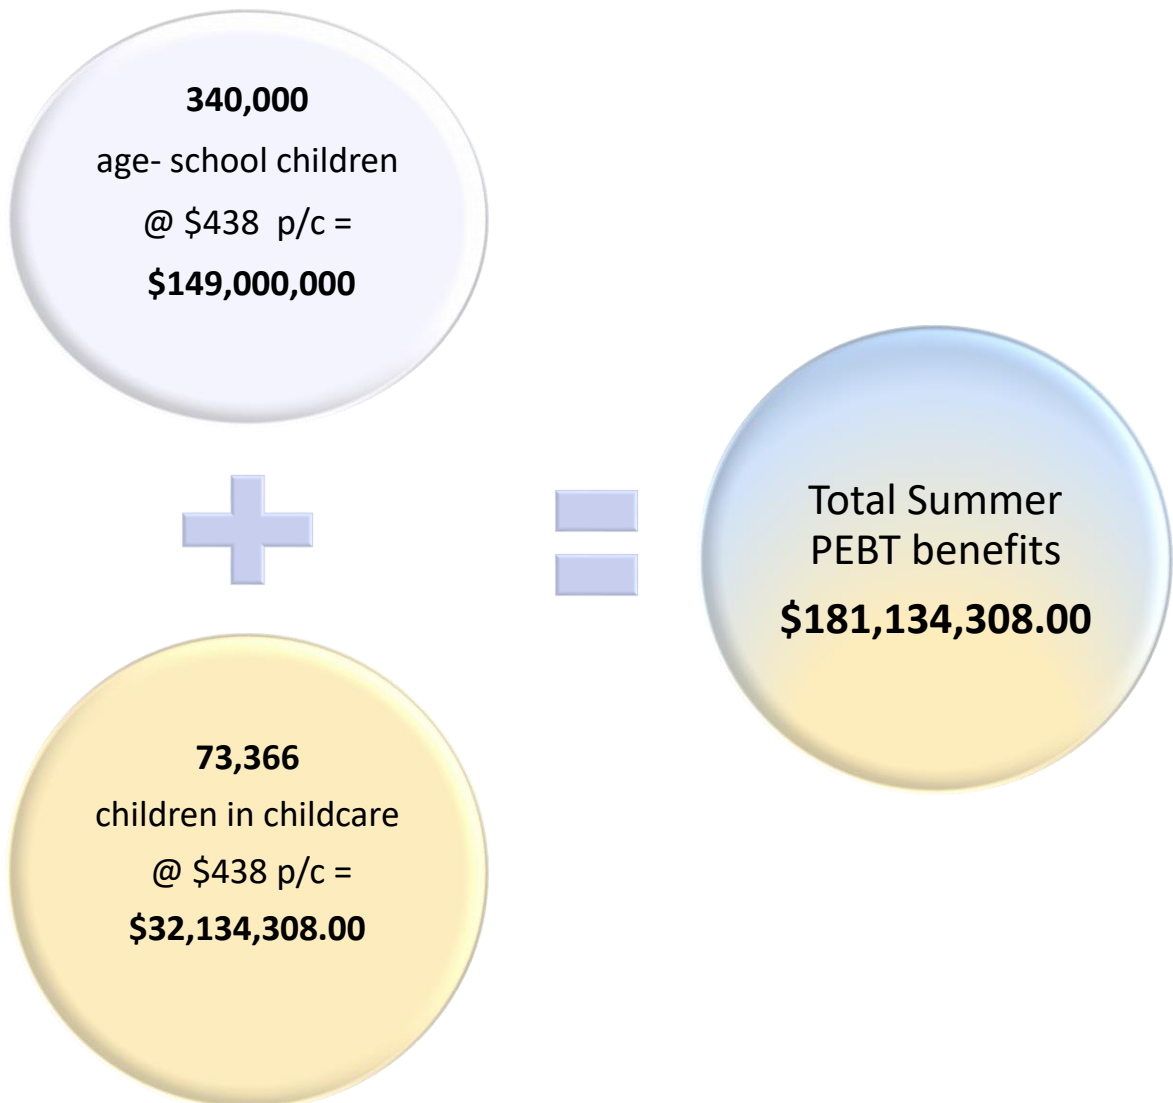 340,000
age- school children
@ $438  p/c =
$149,000,000
73,366
children in childcare
@ $438 p/c =
$32,134,308.00
Total Summer
PEBT benefits
$181,134,308.00